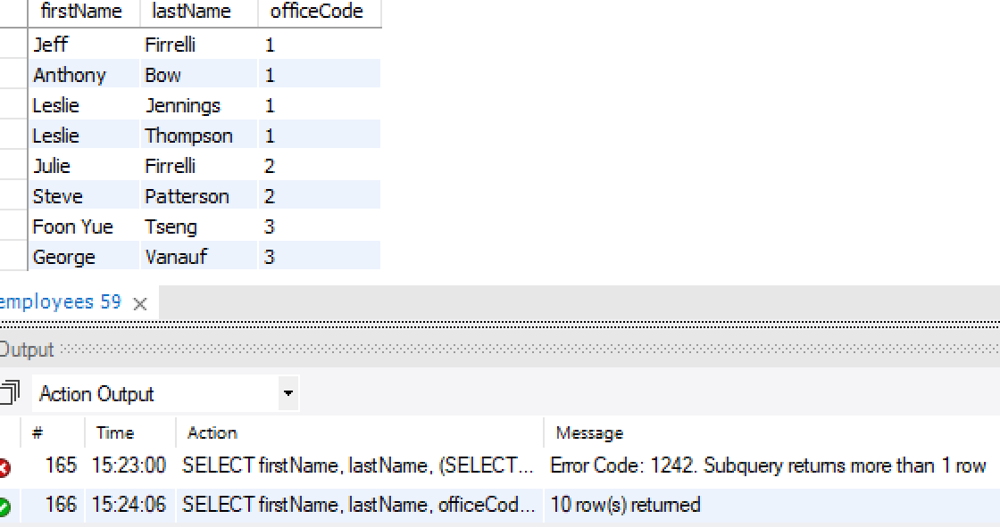 firstName lastName officeCode
Jeff Firrelli 1
Anthony Bow 1
Leslie Jennings 1
Leslie Thompson 1
Julie Firrelli 2
Steve Patterson 2
Foon Yue Tseng 3
George Vanauf 3
employees 59
Output
Action Output
# Time Action Message
165 15:23:00 SELECT firstName, lastName, (SELECT... Error Code: 1242. Subquery returns more than 1 row
166 15:24:06 SELECT firstName, lastName, officeCod... 10 row(s) returned